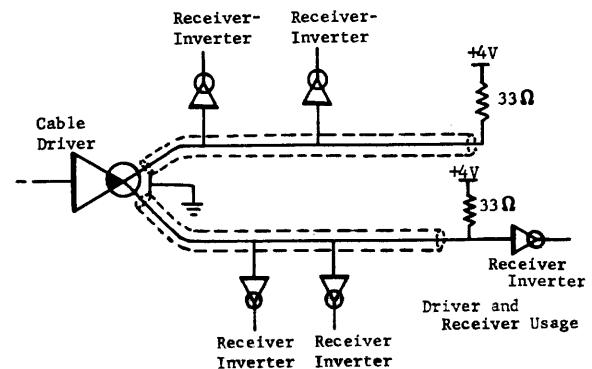 Receiver-
Inverter
Receiver-
Inverter
+4V
33Ω
Cable
Driver
+4V
33Ω
Receiver
Inverter
Driver and
Receiver Usage
Receiver
Inverter
Receiver
Inverter